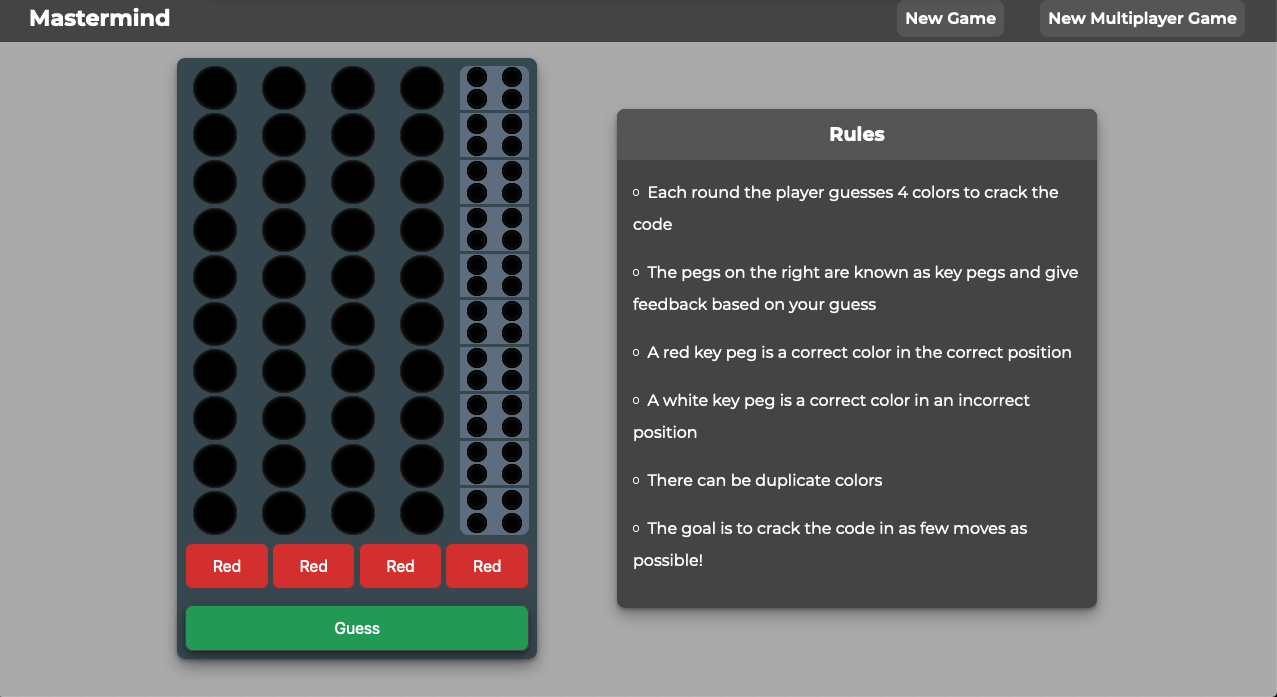 Mastermind
New Game
New Multiplayer Game
Rules
o Each round the player guesses 4 colors to crack the
code
o The pegs on the right are known as key pegs and give
feedback based on your guess
o A red key peg is a correct color in the correct position
o A white key peg is a correct color in an incorrect
position
o There can be duplicate colors
o The goal is to crack the code in as few moves as
possible!
Red
Red
Red
Red
Guess